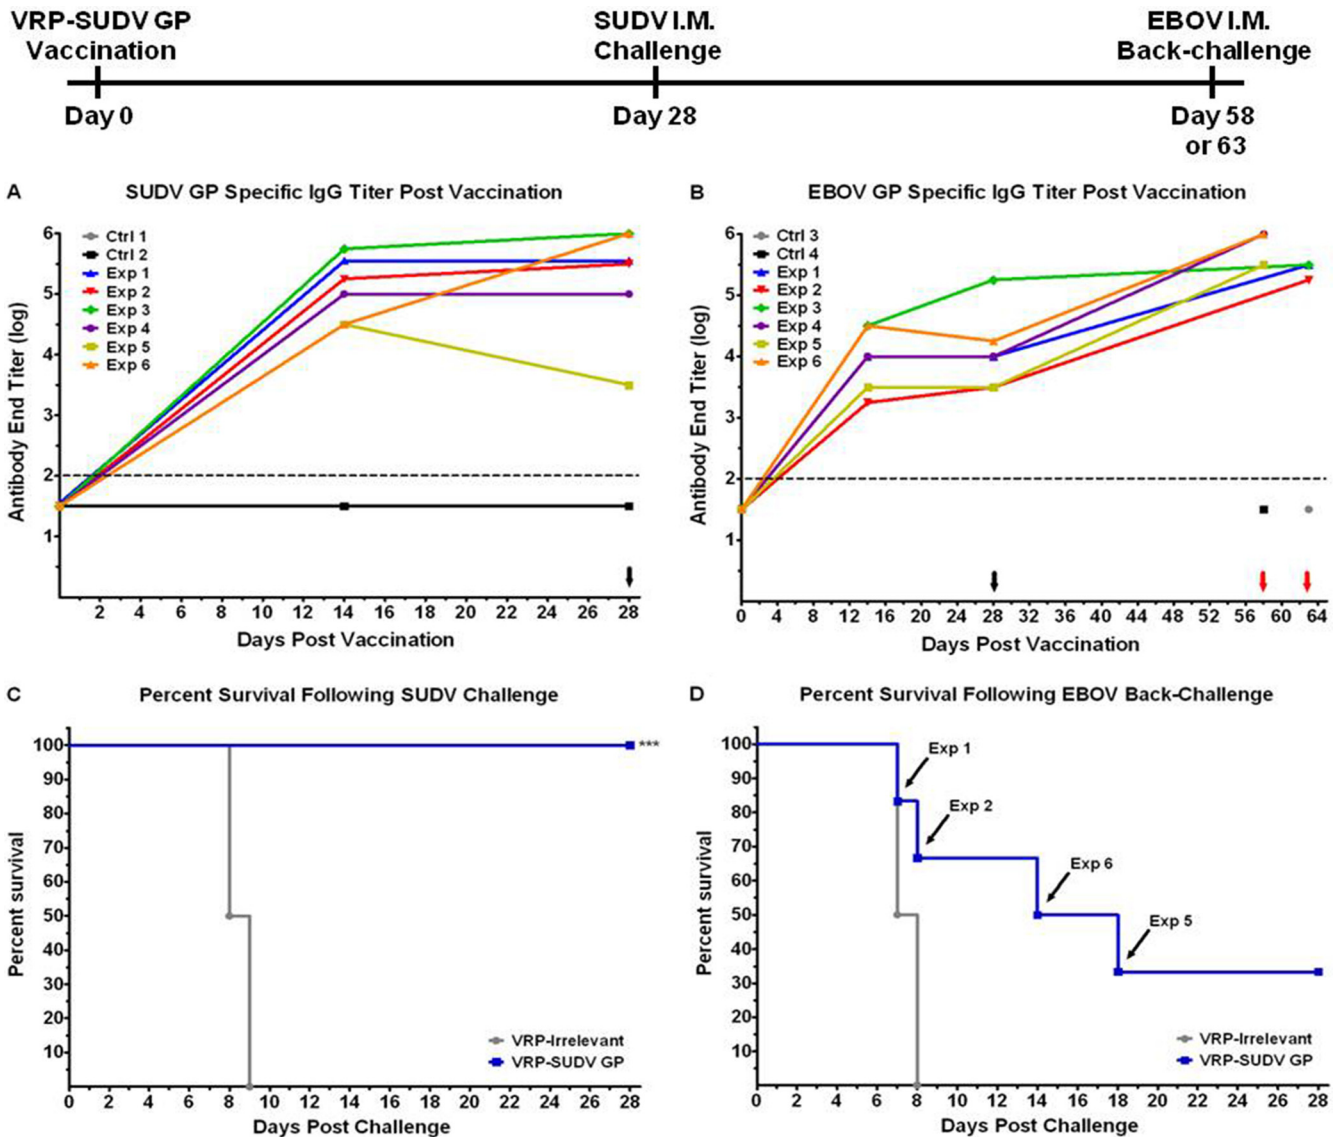 VRP-SUDV GP
Vaccination
SUDV I.M.
Challenge
EBOV I.M.
Back-challenge
Day 0
Day 28
Day 58
or 63
A
SUDV GP Specific IgG Titer Post Vaccination
Ctrl 1
Ctrl 2
Exp 1
Exp 2
Exp 3
Exp 4
Exp 5
Exp 6
Antibody End Titer (log)
6
5
4
3
2
1
2 4 6 8 10 12 14 16 18 20 22 24 26 28
Days Post Vaccination
B
EBOV GP Specific IgG Titer Post Vaccination
Ctrl 3
Ctrl 4
Exp 1
Exp 2
Exp 3
Exp 4
Exp 5
Exp 6
Antibody End Titer (log)
6
5
4
3
2
1
0 4 8 12 16 20 24 28 32 36 40 44 48 52 56 60 64
Days Post Vaccination
C
Percent Survival Following SUDV Challenge
Percent survival
100
90
80
70
60
50
40
30
20
10
***
VRP-Irrelevant
VRP-SUDV GP
0 2 4 6 8 10 12 14 16 18 20 22 24 26 28
Days Post Challenge
D
Percent Survival Following EBOV Back-Challenge
Percent survival
100
90
80
70
60
50
40
30
20
10
Exp 1
Exp 2
Exp 6
Exp 5
VRP-Irrelevant
VRP-SUDV GP
0 2 4 6 8 10 12 14 16 18 20 22 24 26 28
Days Post Challenge